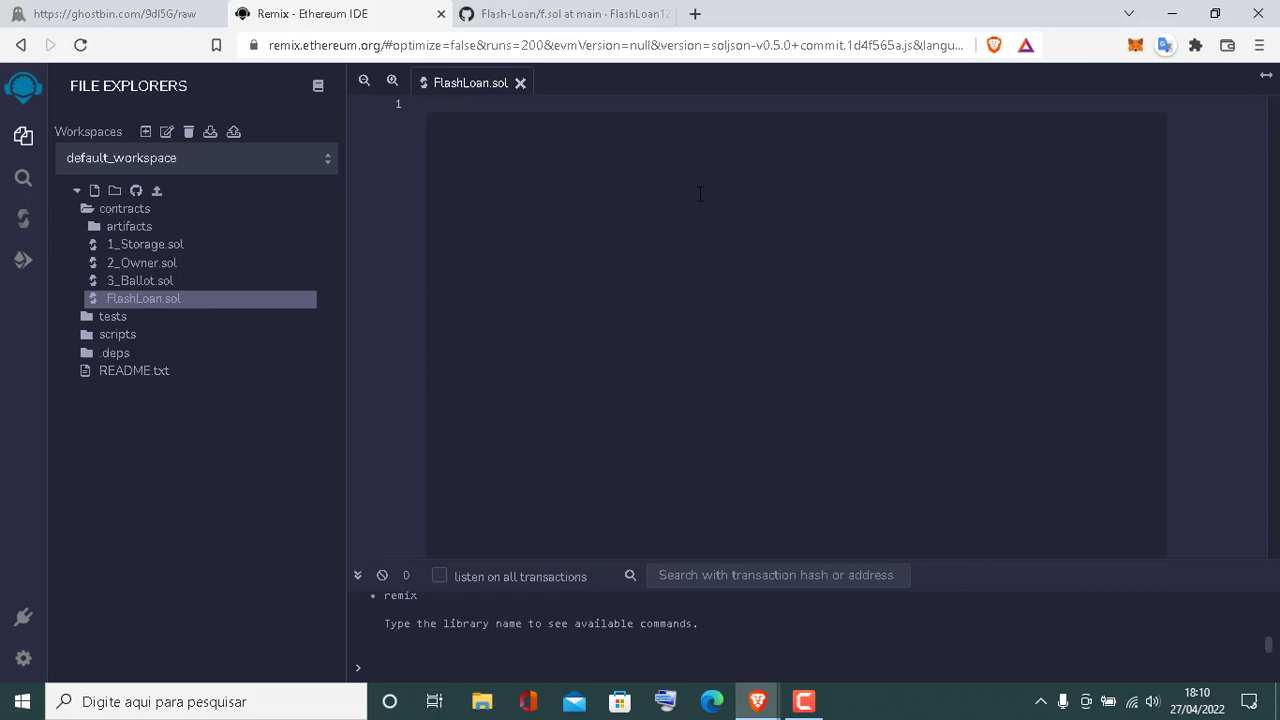 https://ghostbin.com/9dI5G/raw
Remix - Ethereum IDE
Flash-Loan/f.sol at main · FlashLoan12
remix.ethereum.org/#optimize=false&runs=200&evmVersion=null&version=soljson-v0.5.0+commit.1d4f565a.js&langu...
FILE EXPLORERS
FlashLoan.sol
1
Workspaces
default_workspace
contracts
artifacts
1_Storage.sol
2_Owner.sol
3_Ballot.sol
FlashLoan.sol
tests
scripts
.deps
README.txt
0
listen on all transactions
Search with transaction hash or address
remix
Type the library name to see available commands.
>
Digite aqui para pesquisar
18:10
27/04/2022